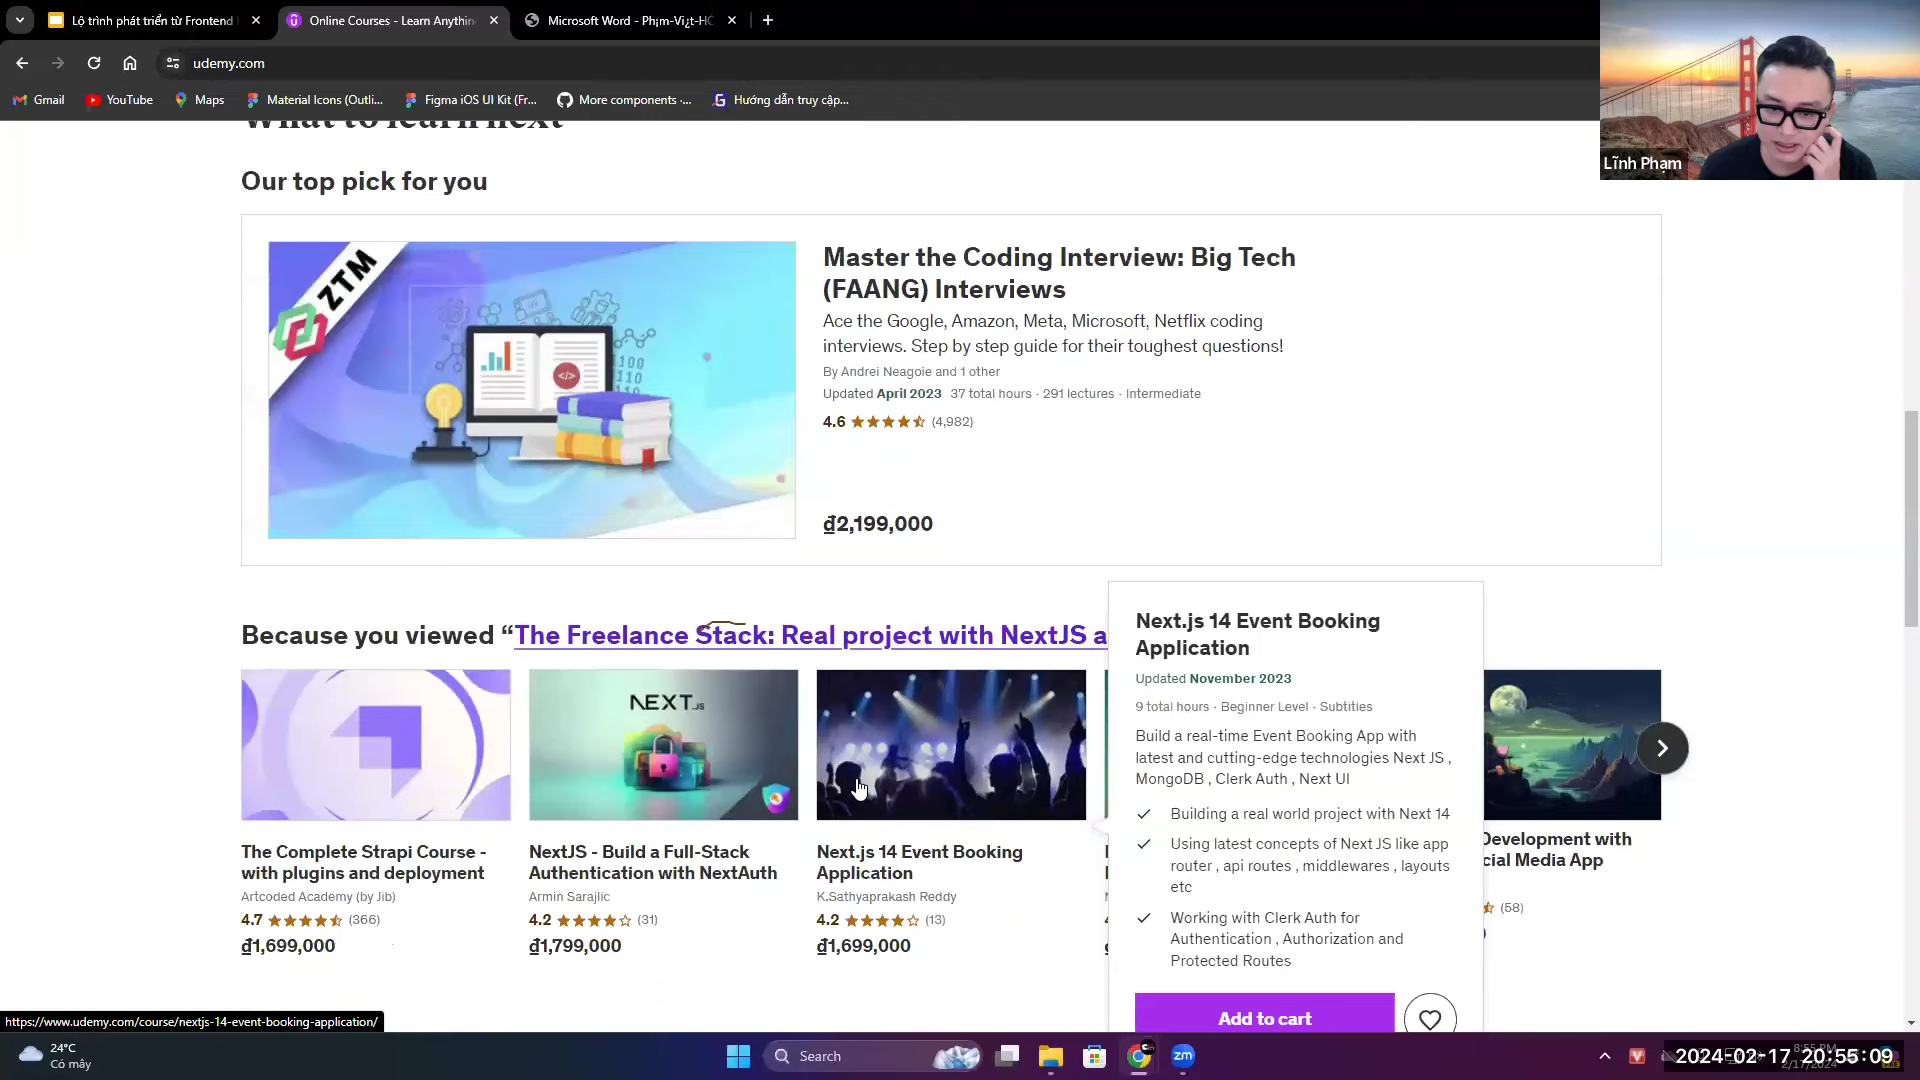 Lộ trình phát triển từ Frontend
Online Courses - Learn Anythin
Microsoft Word - Ph¡m-Vi¿t-HÓ
udemy.com
Gmail
YouTube
Maps
Material Icons (Outli...
Figma iOS UI Kit (Fr...
More components ·...
Hướng dẫn truy cập...
Lĩnh Phạm
What to learn next
Our top pick for you
ZTM
Master the Coding Interview: Big Tech
(FAANG) Interviews
Ace the Google, Amazon, Meta, Microsoft, Netflix coding
interviews. Step by step guide for their toughest questions!
By Andrei Neagoie and 1 other
Updated April 2023 37 total hours · 291 lectures · Intermediate
4.6 (4,982)
₫2,199,000
Because you viewed “The Freelance Stack: Real project with NextJS a
NEXT.JS
The Complete Strapi Course -
with plugins and deployment
Artcoded Academy (by Jib)
4.7 (366)
₫1,699,000
NextJS - Build a Full-Stack
Authentication with NextAuth
Armin Sarajlic
4.2 (31)
₫1,799,000
Next.js 14 Event Booking
Application
K.Sathyaprakash Reddy
4.2 (13)
₫1,699,000
Next.js 14 Event Booking
Application
Updated November 2023
9 total hours · Beginner Level · Subtitles
Build a real-time Event Booking App with
latest and cutting-edge technologies Next JS ,
MongoDB , Clerk Auth , Next UI
Building a real world project with Next 14
Using latest concepts of Next JS like app
router , api routes , middlewares , layouts
etc
Working with Clerk Auth for
Authentication , Authorization and
Protected Routes
Add to cart
Development with
cial Media App
(58)
https://www.udemy.com/course/nextjs-14-event-booking-application/
24°C
Có mây
Search
zm
V
2024-02-17 20:55:09